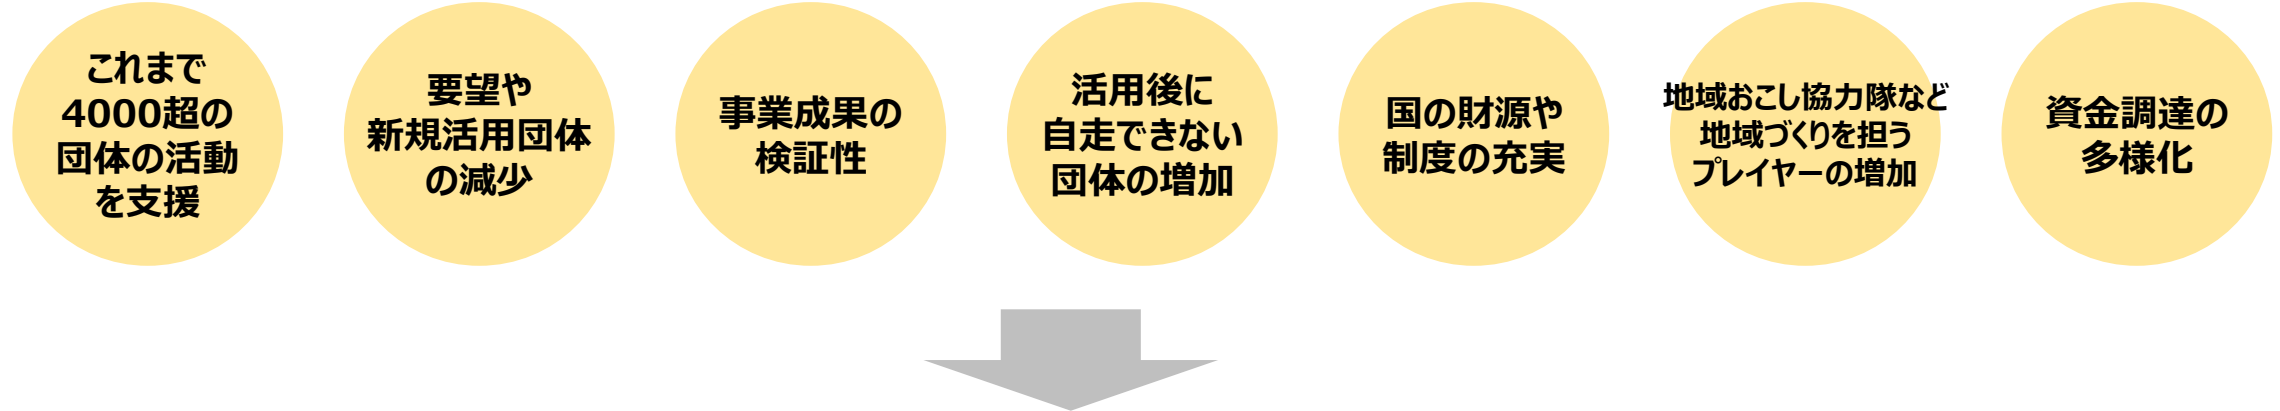 これまで
4000超の
団体の活動
を支援
要望や
新規活用団体
の減少
事業成果の
検証性
活用後に
自走できない
団体の増加
国の財源や
制度の充実
地域おこし協力隊など
地域づくりを担う
プレイヤーの増加
資金調達の
多様化